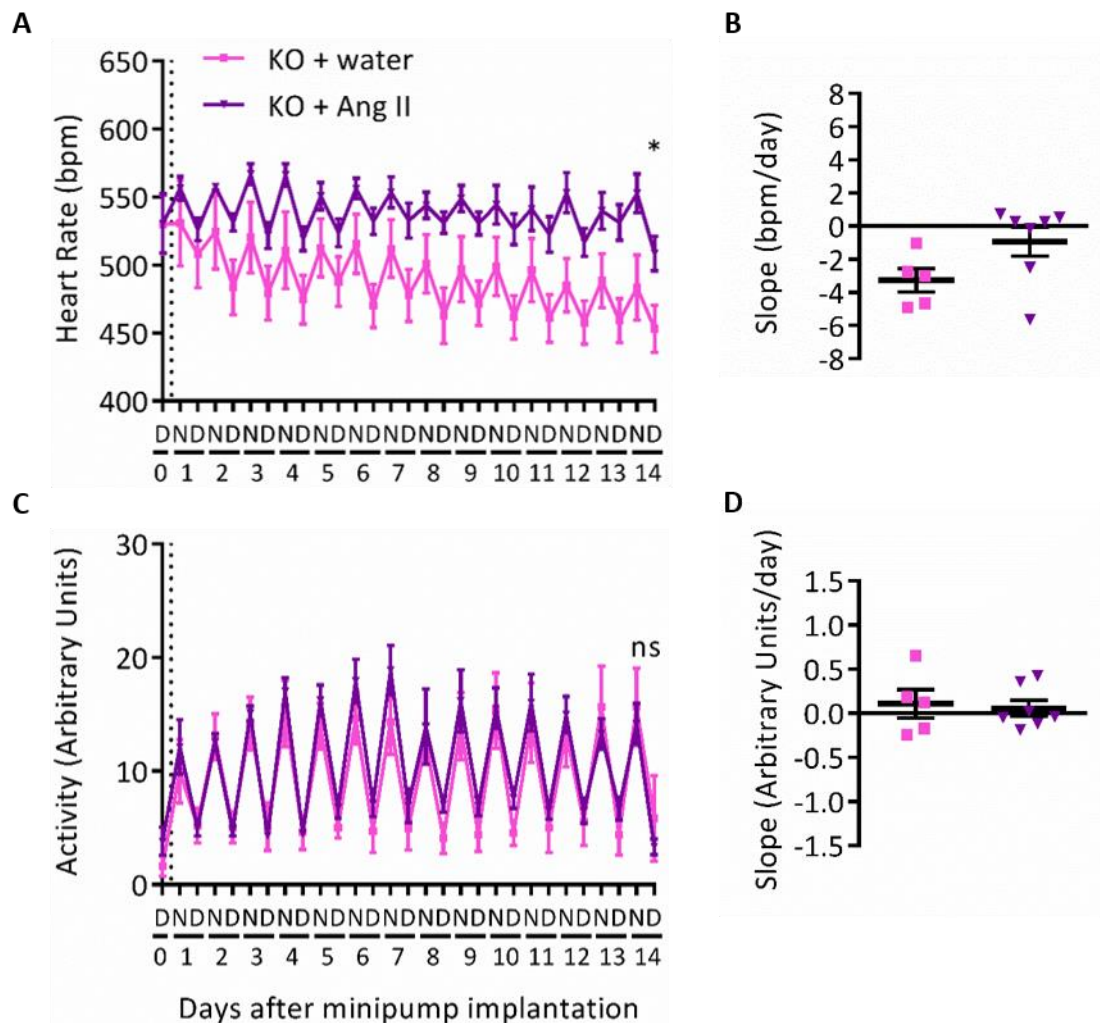 A
KO + water
KO + Ang II
Heart Rate (bpm)
650
600
550
500
450
400
*
D N D N D N D N D N D N D N D N D N D N D N D N D N D N D
0 1 2 3 4 5 6 7 8 9 10 11 12 13 14
B
Slope (bpm/day)
8
6
4
2
0
-2
-4
-6
-8
C
Activity (Arbitrary Units)
30
20
10
0
ns
D N D N D N D N D N D N D N D N D N D N D N D N D N D N D
0 1 2 3 4 5 6 7 8 9 10 11 12 13 14
Days after minipump implantation
D
Slope (Arbitrary Units/day)
1.5
1.0
0.5
0.0
-0.5
-1.0
-1.5